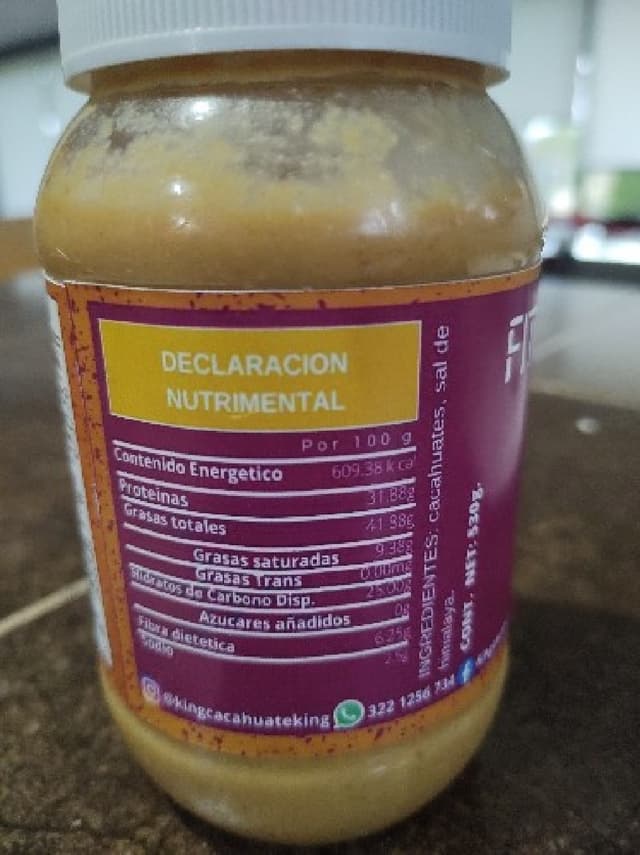 DECLARACION
NUTRIMENTAL
Por 100 g
Contenido Energetico 609.38 kcal
Proteinas 31.88g
Grasas totales 41.88g
Grasas saturadas 9.38g
Grasas Trans 0.00mg
Hidratos de Carbono Disp. 25.00g
Azucares añadidos 0g
Fibra dietetica 6.25g
Sodio
@kingcacahuateking 322 1256 734
INGREDIENTES: cacahuates, sal de
himalaya.
CONT. NET: 530g.